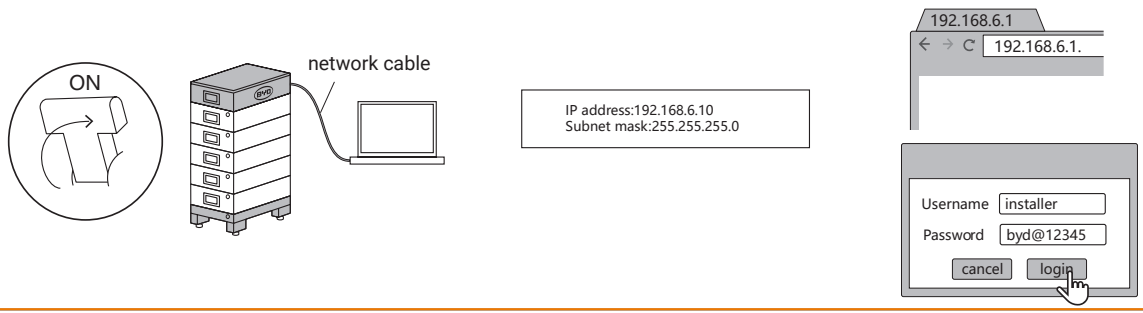 ON
BYD
network cable
IP address:192.168.6.10
Subnet mask:255.255.255.0
192.168.6.1
192.168.6.1.
Username installer
Password byd@12345
cancel login